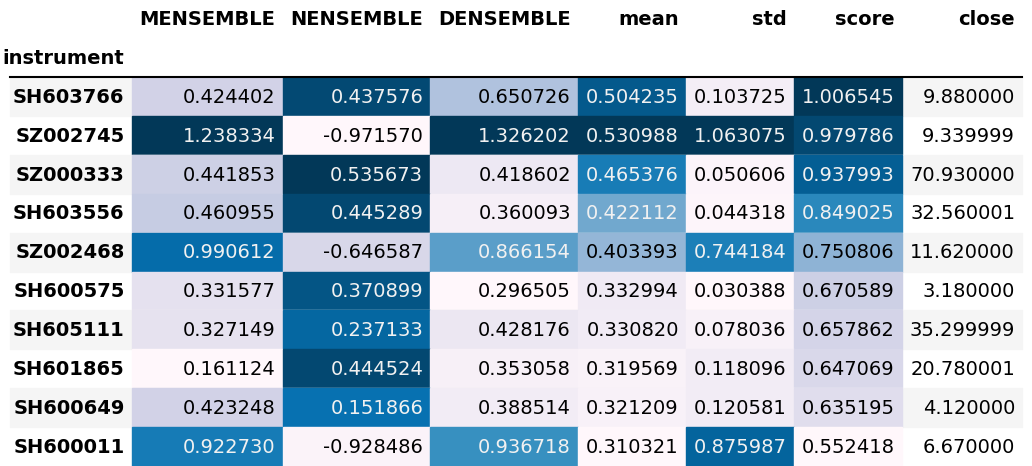 MENSEMBLE NENSEMBLE DENSEMBLE mean std score close
instrument
SH603766 0.424402 0.437576 0.650726 0.504235 0.103725 1.006545 9.880000
SZ002745 1.238334 -0.971570 1.326202 0.530988 1.063075 0.979786 9.339999
SZ000333 0.441853 0.535673 0.418602 0.465376 0.050606 0.937993 70.930000
SH603556 0.460955 0.445289 0.360093 0.422112 0.044318 0.849025 32.560001
SZ002468 0.990612 -0.646587 0.866154 0.403393 0.744184 0.750806 11.620000
SH600575 0.331577 0.370899 0.296505 0.332994 0.030388 0.670589 3.180000
SH605111 0.327149 0.237133 0.428176 0.330820 0.078036 0.657862 35.299999
SH601865 0.161124 0.444524 0.353058 0.319569 0.118096 0.647069 20.780001
SH600649 0.423248 0.151866 0.388514 0.321209 0.120581 0.635195 4.120000
SH600011 0.922730 -0.928486 0.936718 0.310321 0.875987 0.552418 6.670000